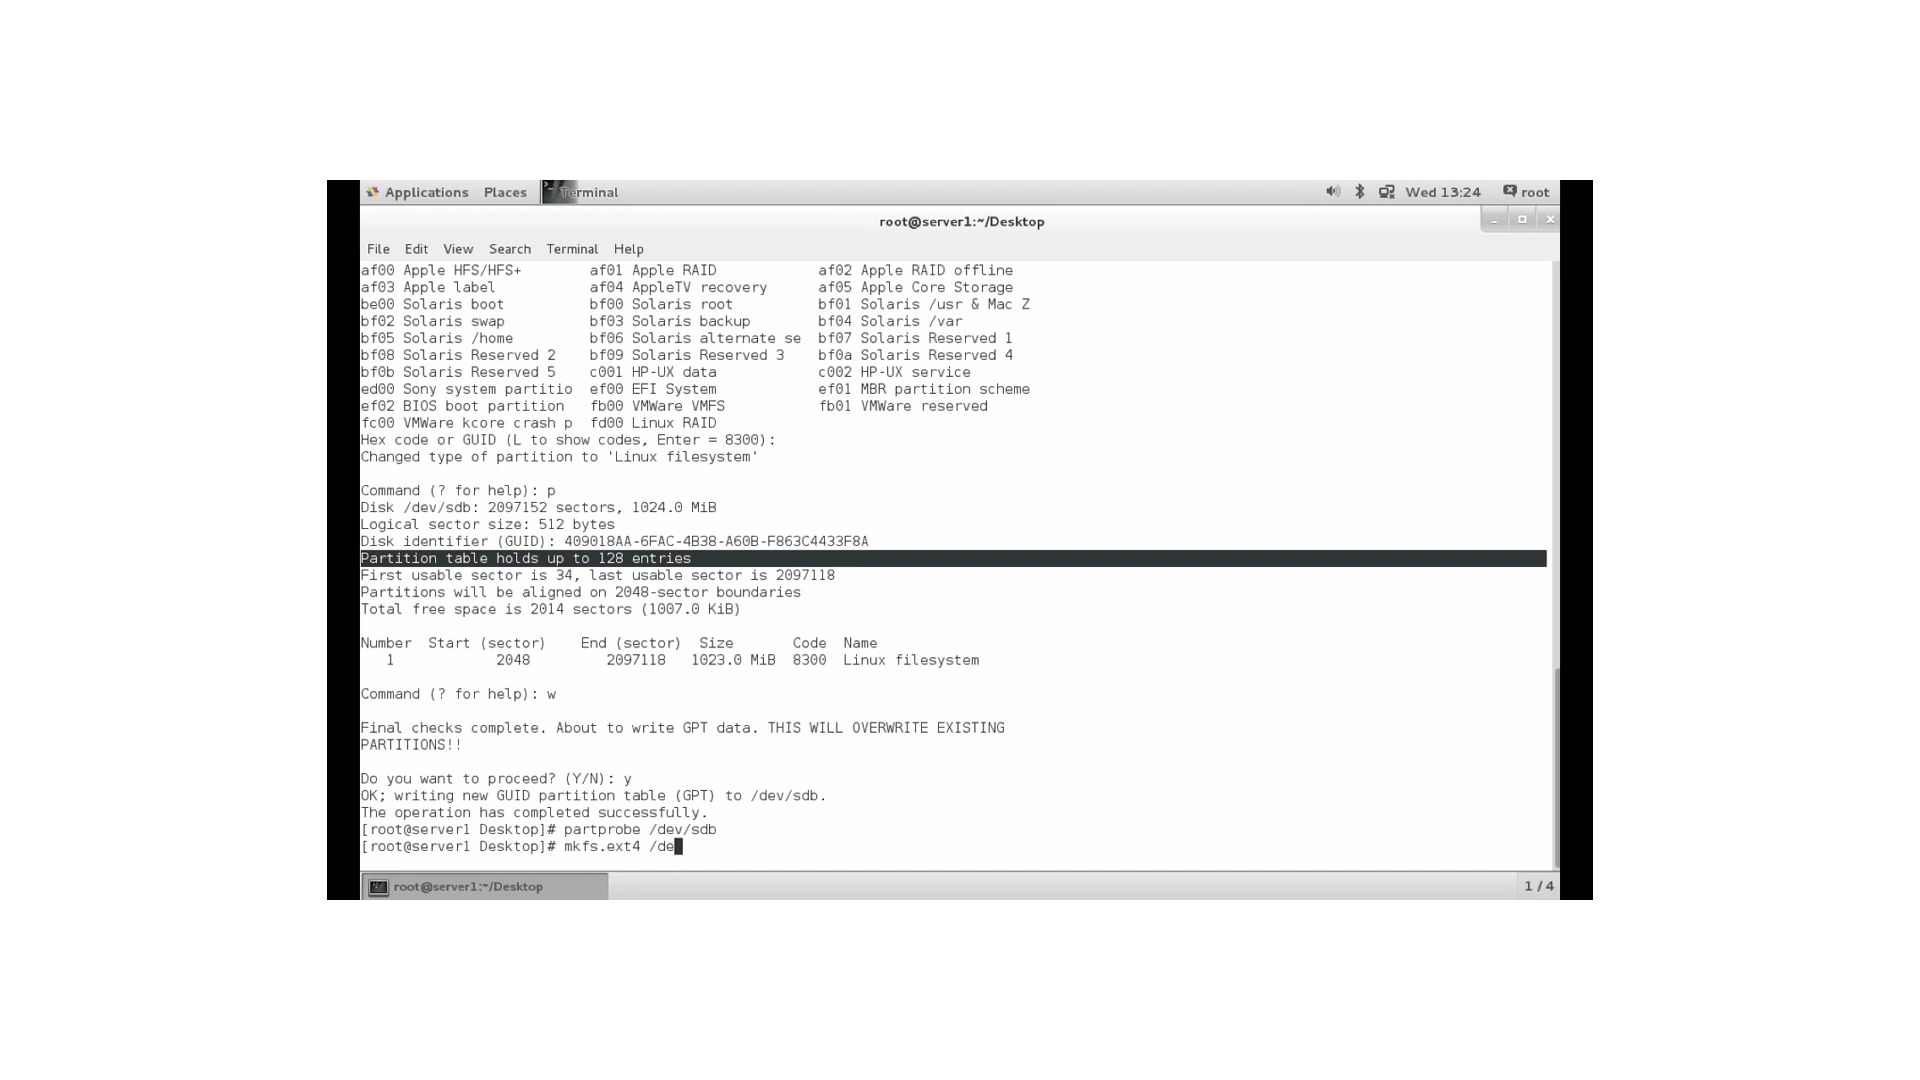 Applications Places Terminal Wed 13:24 root
root@server1:~/Desktop
File Edit View Search Terminal Help
af00 Apple HFS/HFS+ af01 Apple RAID af02 Apple RAID offline
af03 Apple label af04 AppleTV recovery af05 Apple Core Storage
be00 Solaris boot bf00 Solaris root bf01 Solaris /usr & Mac Z
bf02 Solaris swap bf03 Solaris backup bf04 Solaris /var
bf05 Solaris /home bf06 Solaris alternate se bf07 Solaris Reserved 1
bf08 Solaris Reserved 2 bf09 Solaris Reserved 3 bf0a Solaris Reserved 4
bf0b Solaris Reserved 5 c001 HP-UX data c002 HP-UX service
ed00 Sony system partitio ef00 EFI System ef01 MBR partition scheme
ef02 BIOS boot partition fb00 VMWare VMFS fb01 VMWare reserved
fc00 VMWare kcore crash p fd00 Linux RAID
Hex code or GUID (L to show codes, Enter = 8300):
Changed type of partition to 'Linux filesystem'
Command (? for help): p
Disk /dev/sdb: 2097152 sectors, 1024.0 MiB
Logical sector size: 512 bytes
Disk identifier (GUID): 409018AA-6FAC-4B38-A60B-F863C4433F8A
Partition table holds up to 128 entries
First usable sector is 34, last usable sector is 2097118
Partitions will be aligned on 2048-sector boundaries
Total free space is 2014 sectors (1007.0 KiB)
Number Start (sector) End (sector) Size Code Name
1 2048 2097118 1023.0 MiB 8300 Linux filesystem
Command (? for help): w
Final checks complete. About to write GPT data. THIS WILL OVERWRITE EXISTING
PARTITIONS!!
Do you want to proceed? (Y/N): y
OK; writing new GUID partition table (GPT) to /dev/sdb.
The operation has completed successfully.
[root@server1 Desktop]# partprobe /dev/sdb
[root@server1 Desktop]# mkfs.ext4 /de
root@server1:~/Desktop 1 / 4